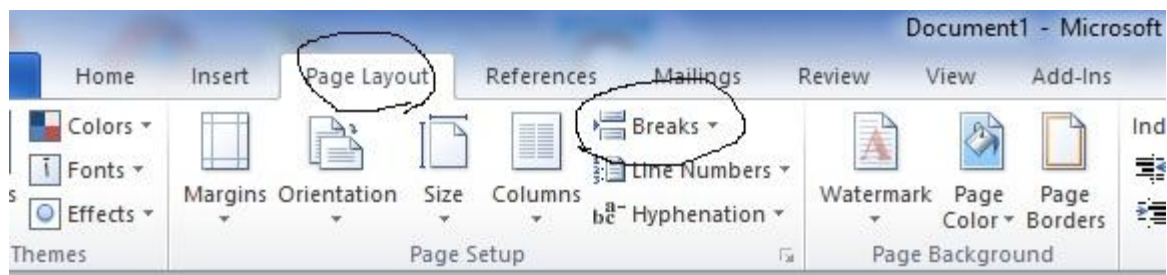 Document1 - Microsoft
Home Insert Page Layout References Mailings Review View Add-Ins
Colors
Fonts
s Effects
Themes
Margins Orientation Size Columns
Breaks
Line Numbers
Hyphenation
Page Setup
Watermark Page Color Page Borders
Page Background
Ind